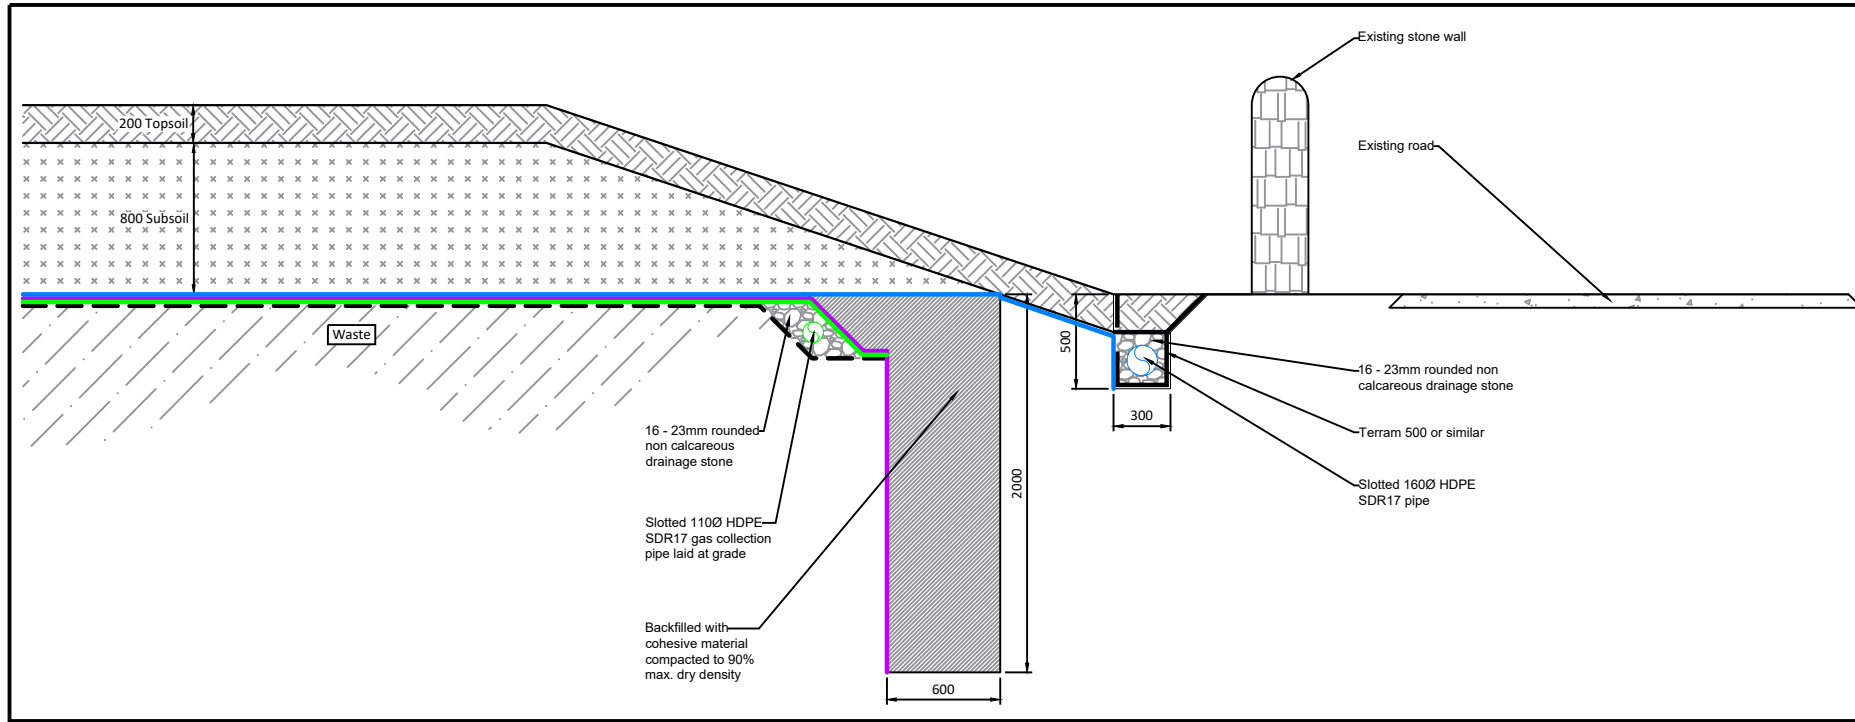 Existing stone wall
200 Topsoil
Existing road
800 Subsoil
Waste
500
16 - 23mm rounded non
calcareous drainage stone
300
Terram 500 or similar
16 - 23mm rounded
non calcareous
drainage stone
2000
Slotted 160Ø HDPE
SDR17 pipe
Slotted 110Ø HDPE
SDR17 gas collection
pipe laid at grade
Backfilled with
cohesive material
compacted to 90%
max. dry density
600